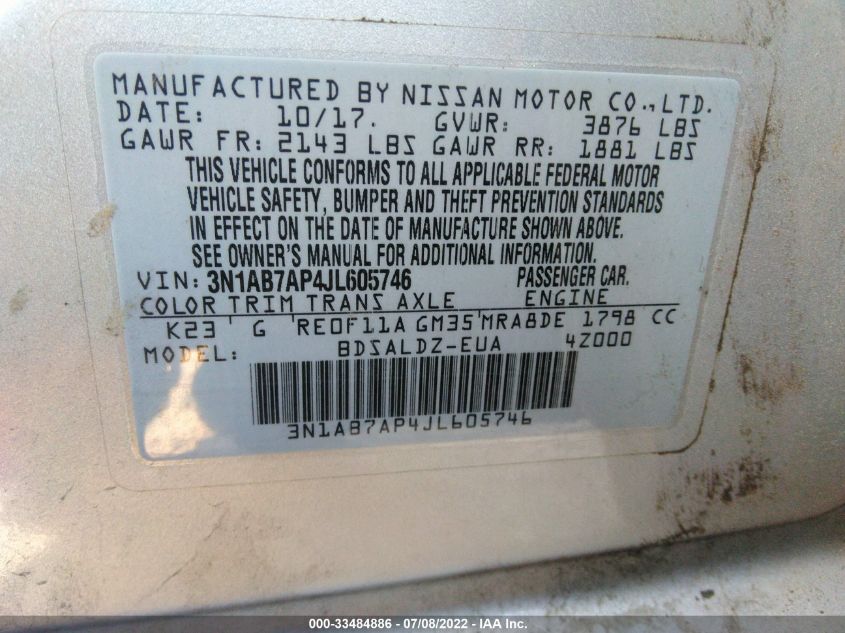 MANUFACTURED BY NISSAN MOTOR CO., LTD.
DATE: 10/17. GVWR: 3876 LBS
GAWR FR: 2143 LBS GAWR RR: 1881 LBS
THIS VEHICLE CONFORMS TO ALL APPLICABLE FEDERAL MOTOR
VEHICLE SAFETY, BUMPER AND THEFT PREVENTION STANDARDS
IN EFFECT ON THE DATE OF MANUFACTURE SHOWN ABOVE.
SEE OWNER'S MANUAL FOR ADDITIONAL INFORMATION.
VIN: 3N1AB7AP4JL605746 PASSENGER CAR.
COLOR TRIM TRANS AXLE ENGINE
K23 G RE0F11A GM35 MRA8DE 1798 CC
MODEL: BDSALDZ-EUA 4Z000
3N1AB7AP4JL605746
000-33484886 - 07/08/2022 - IAA Inc.